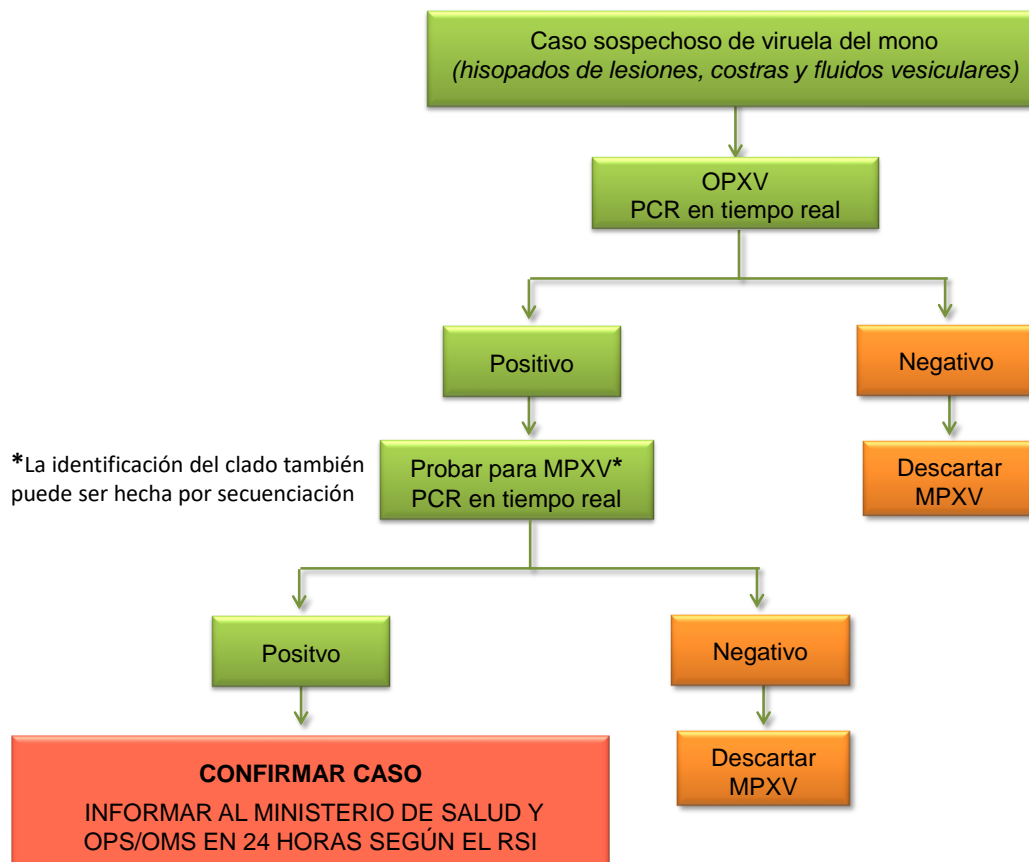 Caso sospechoso de viruela del mono
(hisopados de lesiones, costras y fluidos vesiculares)
OPXV
PCR en tiempo real
Positivo
Negativo
*La identificación del clado también
puede ser hecha por secuenciación
Probar para MPXV*
PCR en tiempo real
Descartar
MPXV
Positvo
Negativo
CONFIRMAR CASO
INFORMAR AL MINISTERIO DE SALUD Y
OPS/OMS EN 24 HORAS SEGÚN EL RSI
Descartar
MPXV